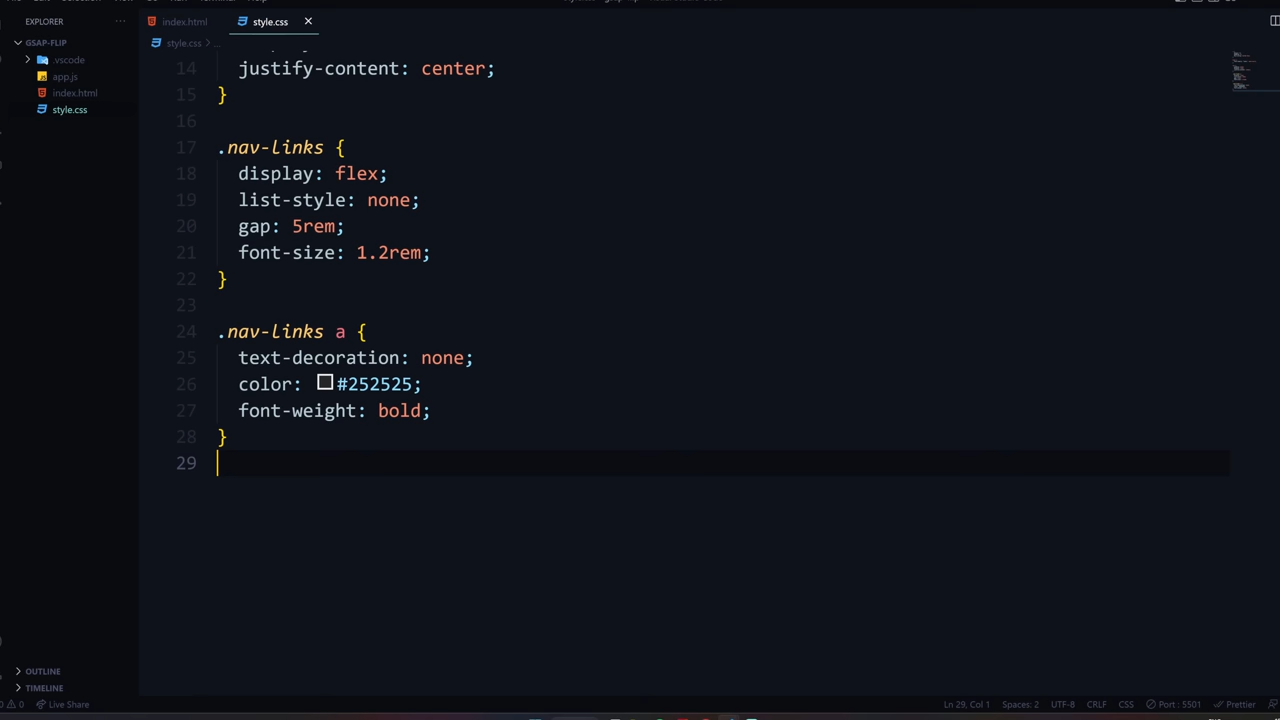 EXPLORER
index.html
style.css
GSAP-FLIP
style.css
.vscode
app.js
index.html
style.css
14 justify-content: center;
15 }
16
17 .nav-links {
18 display: flex;
19 list-style: none;
20 gap: 5rem;
21 font-size: 1.2rem;
22 }
23
24 .nav-links a {
25 text-decoration: none;
26 color: #252525;
27 font-weight: bold;
28 }
29
OUTLINE
TIMELINE
0 Live Share Ln 29, Col 1 Spaces: 2 UTF-8 CRLF CSS Port : 5501 Prettier